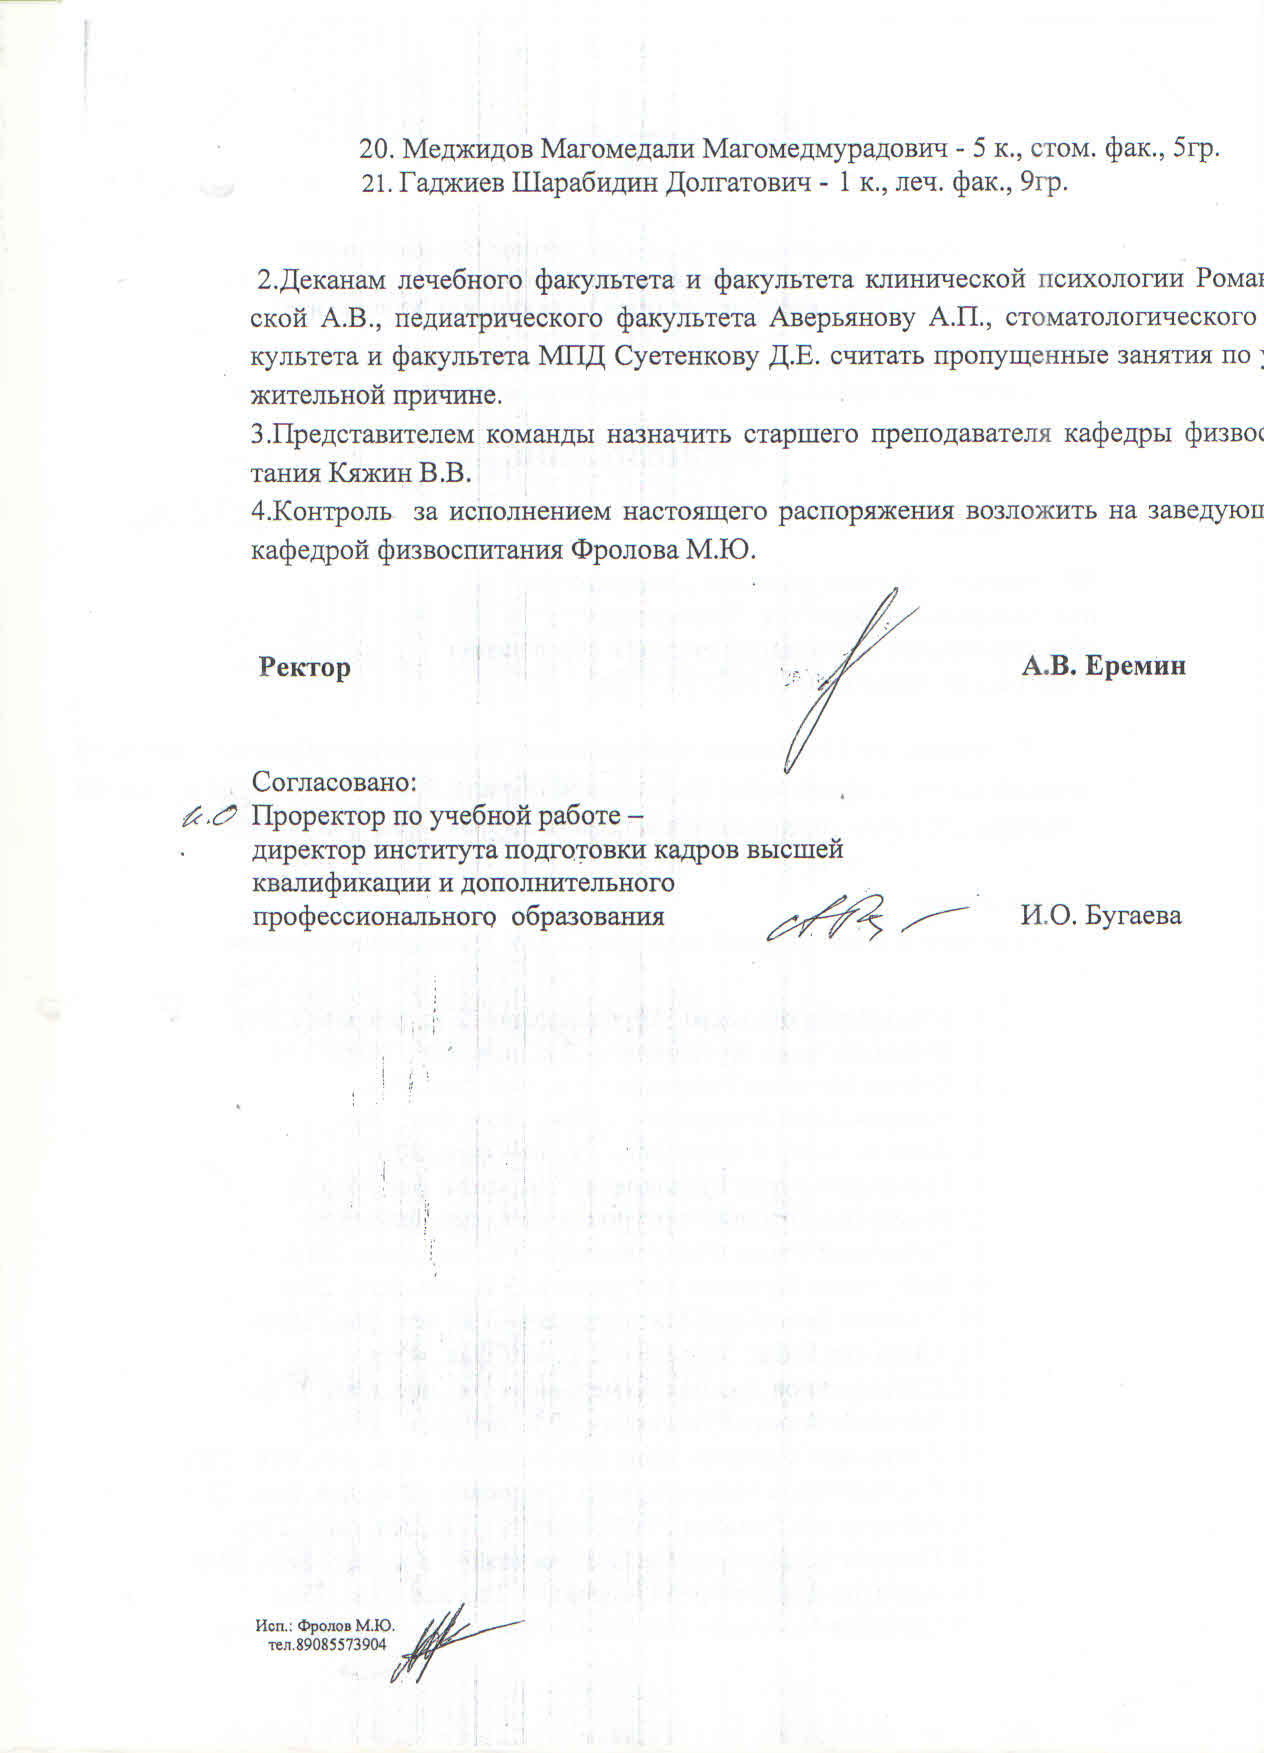 20. Меджидов Магомедали Магомедмурадович - 5 к., стом. фак., 5гр.
21. Гаджиев Шарабидин Долгатович - 1 к., леч. фак., 9гр.
2.Деканам лечебного факультета и факультета клинической психологии Роман
ской А.В., педиатрического факультета Аверьянову А.П., стоматологического
культета и факультета МПД Суетенкову Д.Е. считать пропущенные занятия по у
жительной причине.
3.Представителем команды назначить старшего преподавателя кафедры физвос
тания Кяжин В.В.
4.Контроль за исполнением настоящего распоряжения возложить на заведующ
кафедрой физвоспитания Фролова М.Ю.
Ректор А.В. Еремин
Согласовано:
и.о Проректор по учебной работе –
директор института подготовки кадров высшей
квалификации и дополнительного
профессионального образования И.О. Бугаева
Исп.: Фролов М.Ю.
тел.89085573904